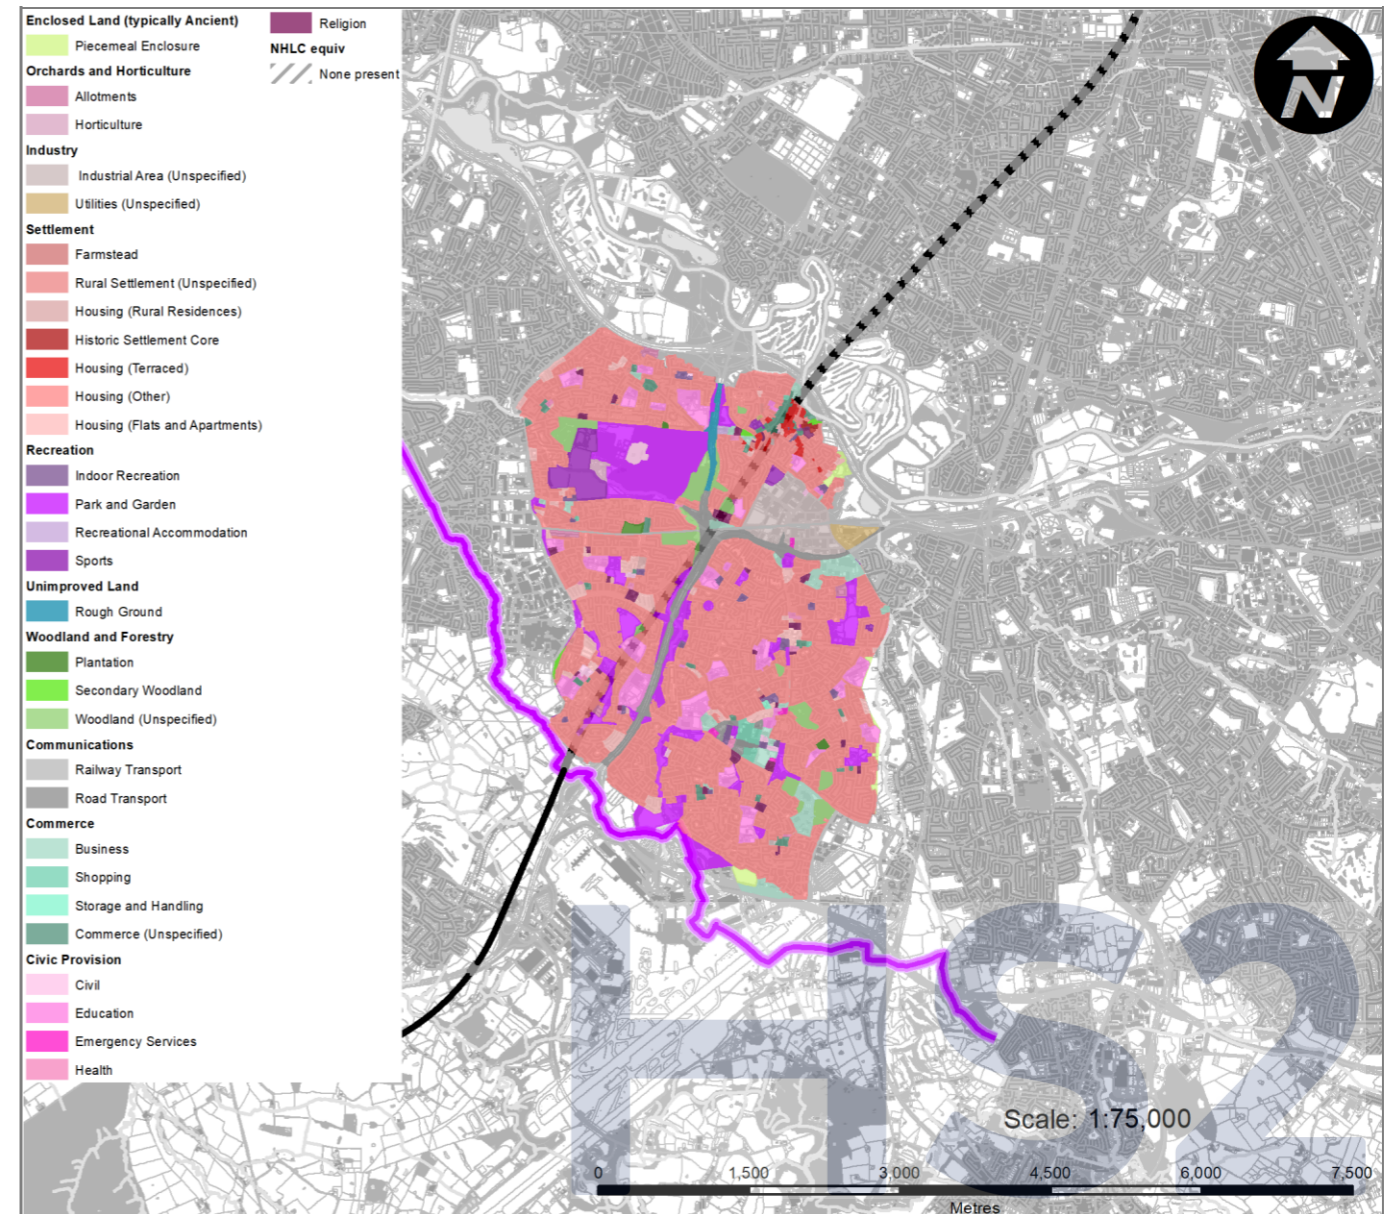 Enclosed Land (typically Ancient)
Piecemeal Enclosure
Orchards and Horticulture
Allotments
Horticulture
Industry
Industrial Area (Unspecified)
Utilities (Unspecified)
Settlement
Farmstead
Rural Settlement (Unspecified)
Housing (Rural Residences)
Historic Settlement Core
Housing (Terraced)
Housing (Other)
Housing (Flats and Apartments)
Recreation
Indoor Recreation
Park and Garden
Recreational Accommodation
Sports
Unimproved Land
Rough Ground
Woodland and Forestry
Plantation
Secondary Woodland
Woodland (Unspecified)
Communications
Railway Transport
Road Transport
Commerce
Business
Shopping
Storage and Handling
Commerce (Unspecified)
Civic Provision
Civil
Education
Emergency Services
Health
Religion
NHLC equiv
None present
N
HS2
Scale: 1:75,000
0 1,500 3,000 4,500 6,000 7,500
Metres